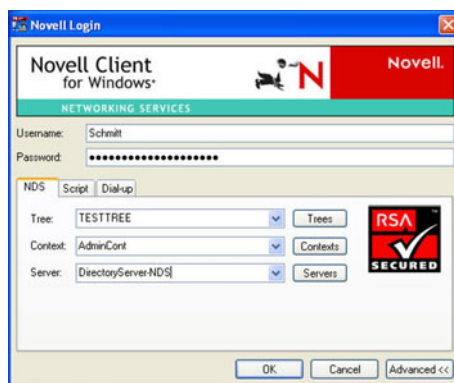 Novell Login
Novell Client
for Windows*
N
Novell.
NETWORKING SERVICES
Username: Schmitt
Password: ••••••••••••••••••••
NDS Script Dial-up
Tree: TESTTREE Trees
Context: AdminCont Contexts
Server: DirectoryServer-NDS Servers
RSA
SECURED
OK Cancel Advanced <<